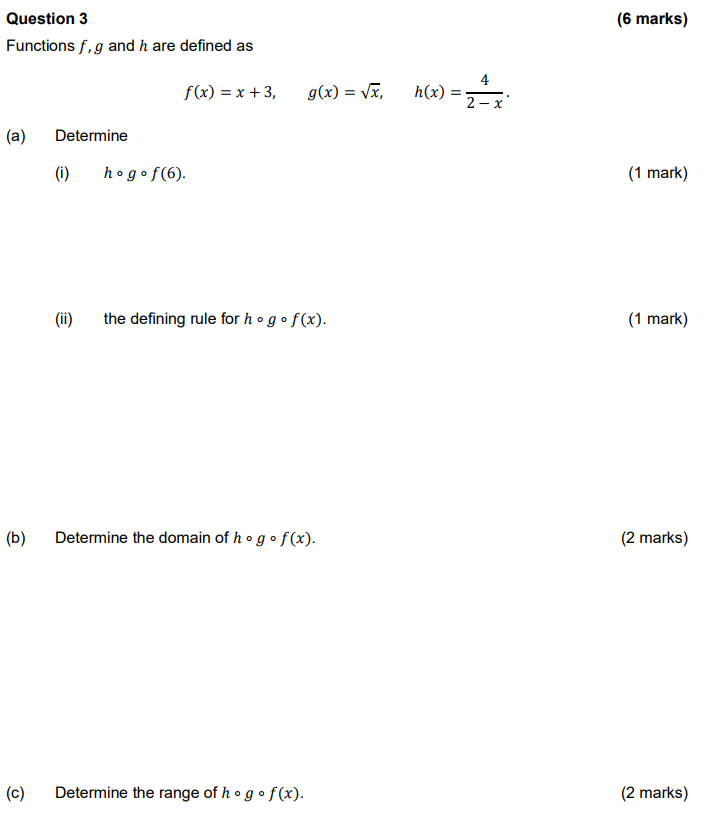 Question 3 (6 marks)
Functions f, g and h are defined as
f(x) = x + 3, g(x) = √x, h(x) = 4/(2 − x).
(a) Determine
(i) h ∘ g ∘ f(6). (1 mark)
(ii) the defining rule for h ∘ g ∘ f(x). (1 mark)
(b) Determine the domain of h ∘ g ∘ f(x). (2 marks)
(c) Determine the range of h ∘ g ∘ f(x). (2 marks)